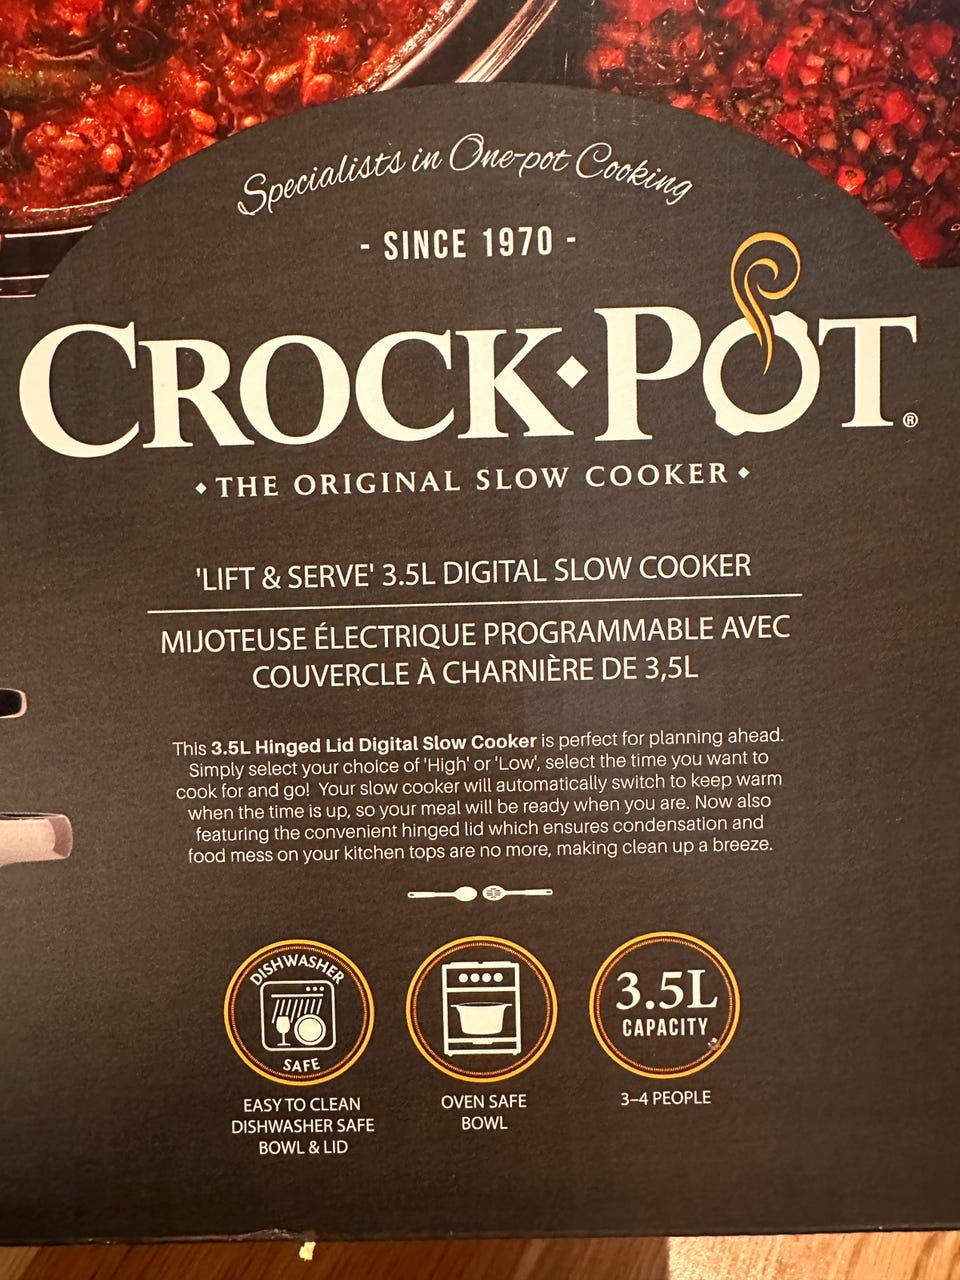 Specialists in One-pot Cooking
- SINCE 1970 -
CROCK·POT®
◆ THE ORIGINAL SLOW COOKER ◆
'LIFT & SERVE' 3.5L DIGITAL SLOW COOKER
MIJOTEUSE ÉLECTRIQUE PROGRAMMABLE AVEC
COUVERCLE À CHARNIÈRE DE 3,5L
This 3.5L Hinged Lid Digital Slow Cooker is perfect for planning ahead.
Simply select your choice of 'High' or 'Low', select the time you want to
cook for and go! Your slow cooker will automatically switch to keep warm
when the time is up, so your meal will be ready when you are. Now also
featuring the convenient hinged lid which ensures condensation and
food mess on your kitchen tops are no more, making clean up a breeze.
DISHWASHER
SAFE
EASY TO CLEAN
DISHWASHER SAFE
BOWL & LID
OVEN SAFE
BOWL
3.5L
CAPACITY
3–4 PEOPLE